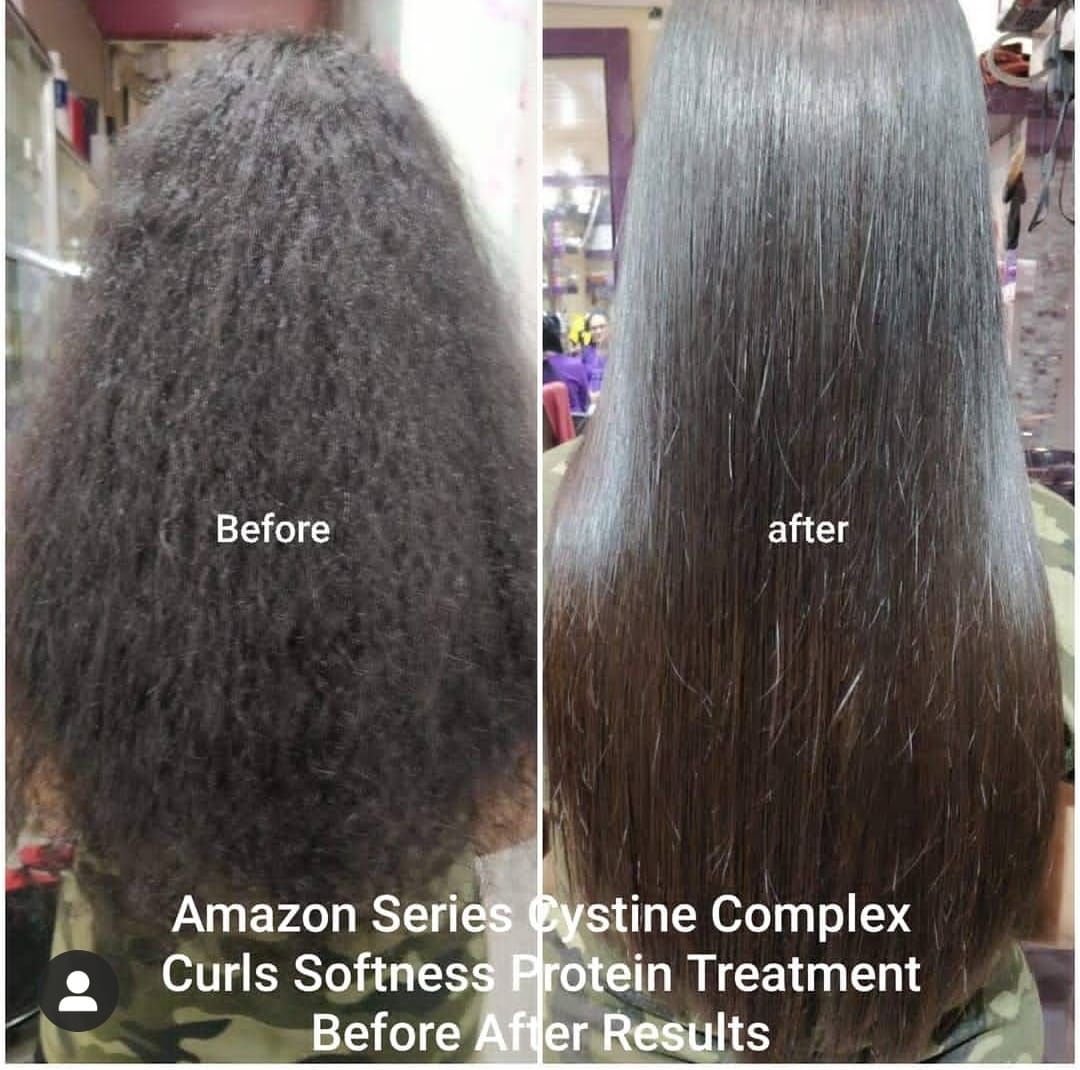 Before
after
Amazon Series Cystine Complex
Curls Softness Protein Treatment
Before After Results